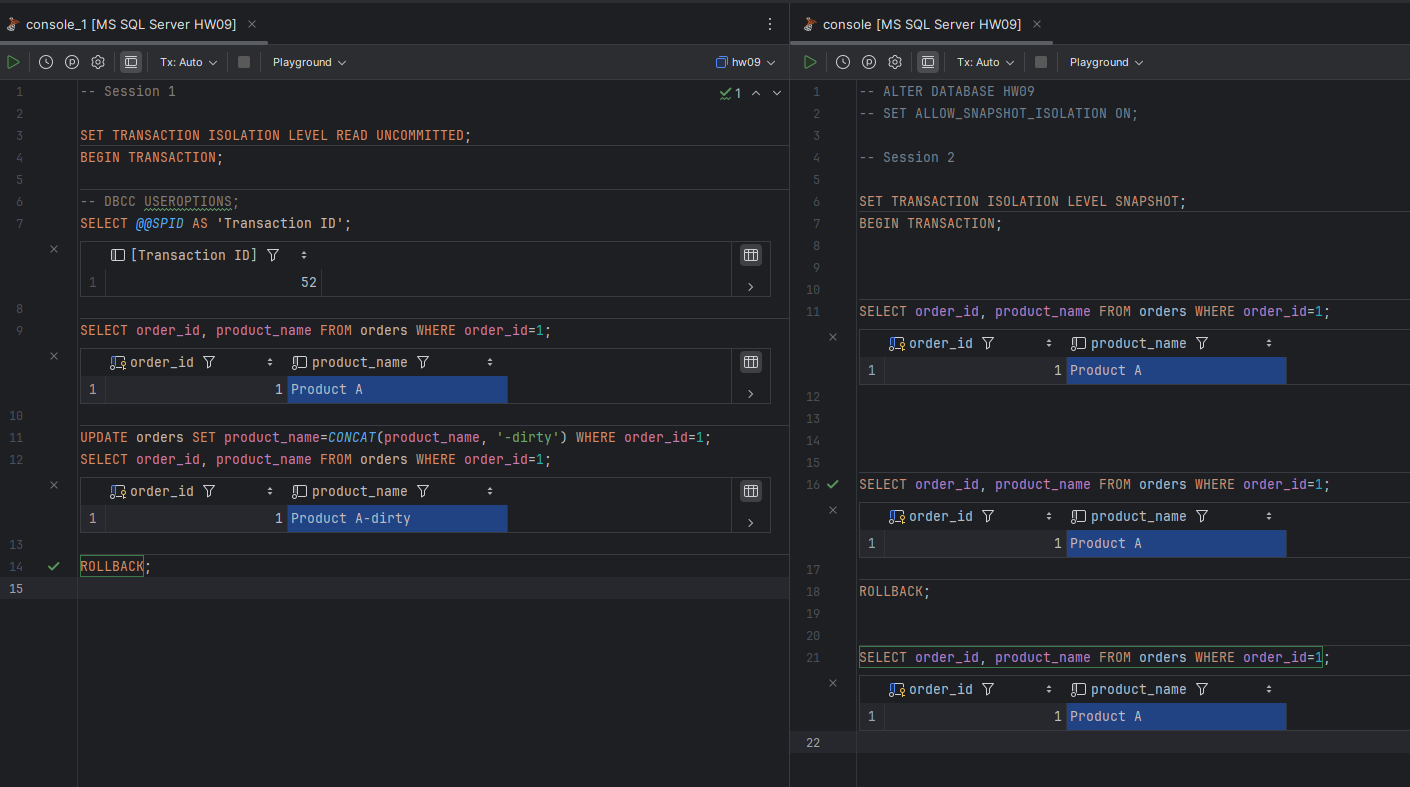 console_1 [MS SQL Server HW09]
Tx: Auto
Playground
hw09
1 -- Session 1
1
2
3 SET TRANSACTION ISOLATION LEVEL READ UNCOMMITTED;
4 BEGIN TRANSACTION;
5
6 -- DBCC USEROPTIONS;
7 SELECT @@SPID AS 'Transaction ID';
[Transaction ID]
1 52
8
9 SELECT order_id, product_name FROM orders WHERE order_id=1;
order_id product_name
1 1 Product A
10
11 UPDATE orders SET product_name=CONCAT(product_name, '-dirty') WHERE order_id=1;
12 SELECT order_id, product_name FROM orders WHERE order_id=1;
order_id product_name
1 1 Product A-dirty
13
14 ROLLBACK;
15
console [MS SQL Server HW09]
Tx: Auto
Playground
1 -- ALTER DATABASE HW09
2 -- SET ALLOW_SNAPSHOT_ISOLATION ON;
3
4 -- Session 2
5
6 SET TRANSACTION ISOLATION LEVEL SNAPSHOT;
7 BEGIN TRANSACTION;
8
9
10
11 SELECT order_id, product_name FROM orders WHERE order_id=1;
order_id product_name
1 1 Product A
12
13
14
15
16 SELECT order_id, product_name FROM orders WHERE order_id=1;
order_id product_name
1 1 Product A
17
18 ROLLBACK;
19
20
21 SELECT order_id, product_name FROM orders WHERE order_id=1;
order_id product_name
1 1 Product A
22